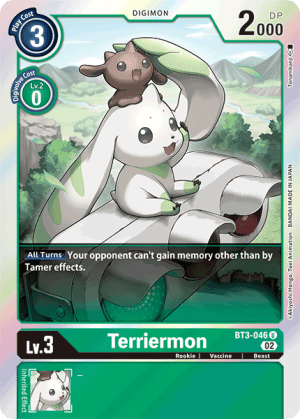 Play Cost
3
DIGIMON
DP
2000
Digivolve Cost
Lv.2
0
[All Turns] Your opponent can't gain memory other than by
Tamer effects.
BT3-046 U
Lv.3
Terriermon
02
Rookie | Vaccine | Beast
Inherited Effect
-
©Akiyoshi Hongo, Toei Animation BANDAI MADE IN JAPAN